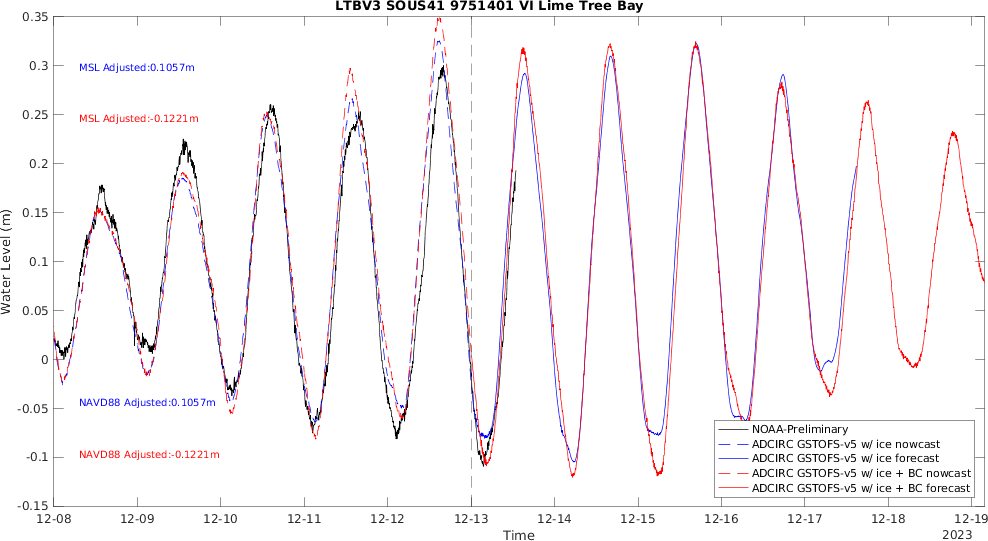 LTBV3 SOUS41 9751401 VI Lime Tree Bay
0.35
0.3
0.25
0.2
0.15
0.1
0.05
0
-0.05
-0.1
-0.15
Water Level (m)
MSL Adjusted:0.1057m
MSL Adjusted:-0.1221m
NAVD88 Adjusted:0.1057m
NAVD88 Adjusted:-0.1221m
NOAA-Preliminary
ADCIRC GSTOFS-v5 w/ ice nowcast
ADCIRC GSTOFS-v5 w/ ice forecast
ADCIRC GSTOFS-v5 w/ ice + BC nowcast
ADCIRC GSTOFS-v5 w/ ice + BC forecast
12-08 12-09 12-10 12-11 12-12 12-13 12-14 12-15 12-16 12-17 12-18 12-19
Time
2023